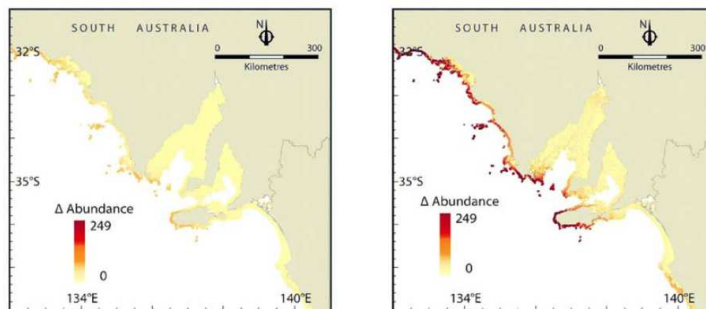 SOUTH AUSTRALIA
N
32°S
0
300
Kilometres
35°S
Δ Abundance
249
0
134°E
140°E
SOUTH AUSTRALIA
N
32°S
0
300
Kilometres
35°S
Δ Abundance
249
0
134°E
140°E